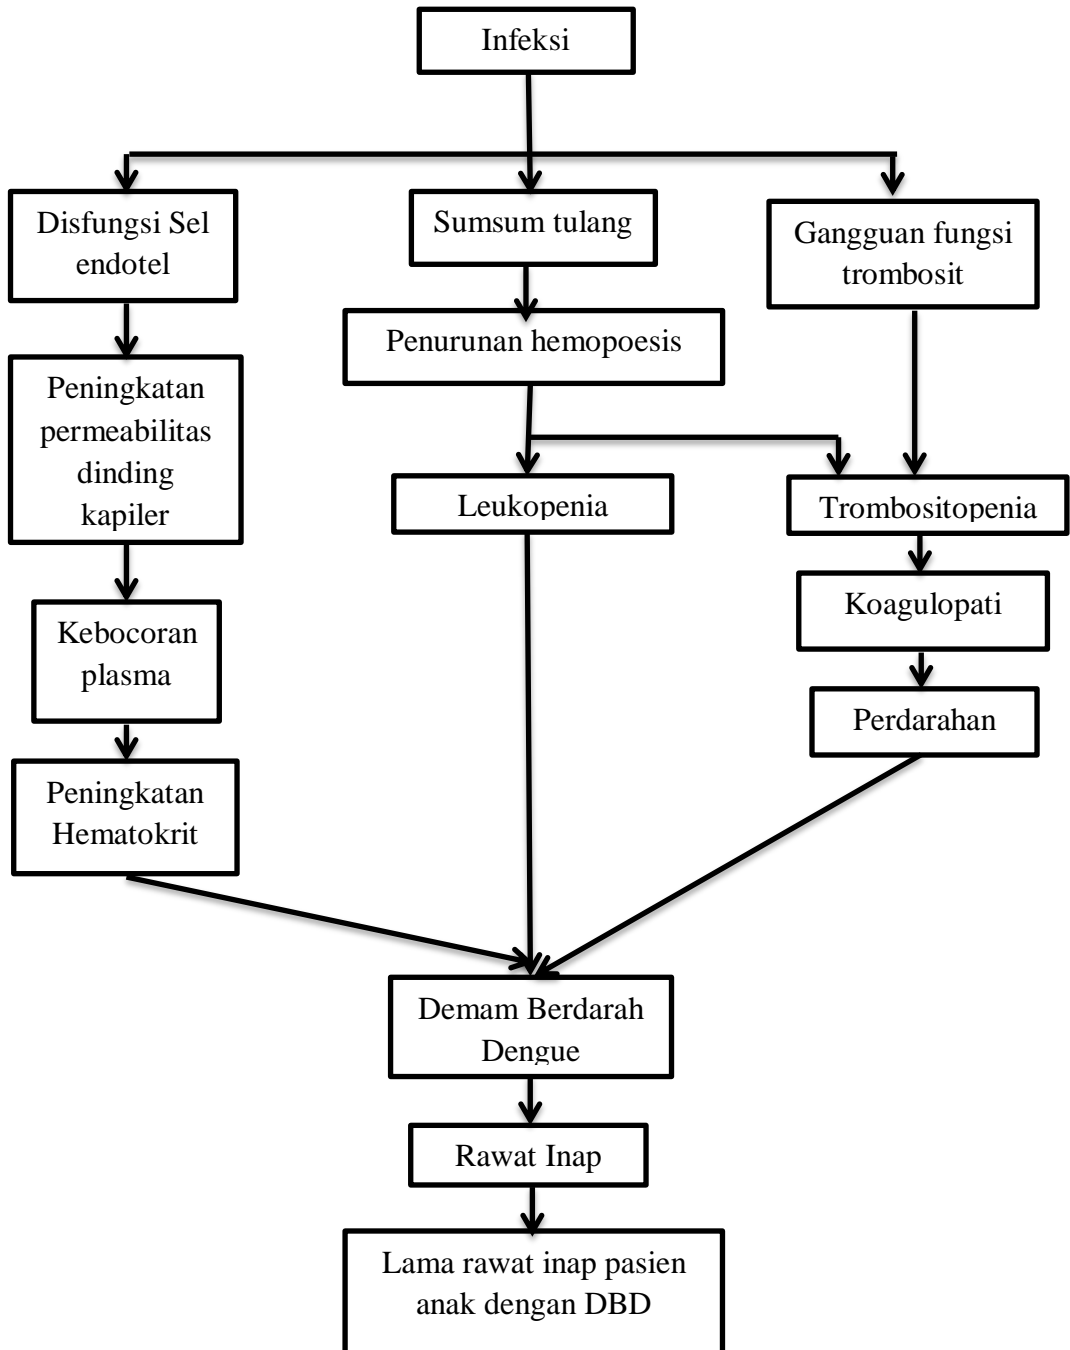 Infeksi
Disfungsi Sel
endotel
Sumsum tulang
Gangguan fungsi
trombosit
Penurunan hemopoesis
Peningkatan
permeabilitas
dinding
kapiler
Leukopenia
Trombositopenia
Koagulopati
Kebocoran
plasma
Perdarahan
Peningkatan
Hematokrit
Demam Berdarah
Dengue
Rawat Inap
Lama rawat inap pasien
anak dengan DBD